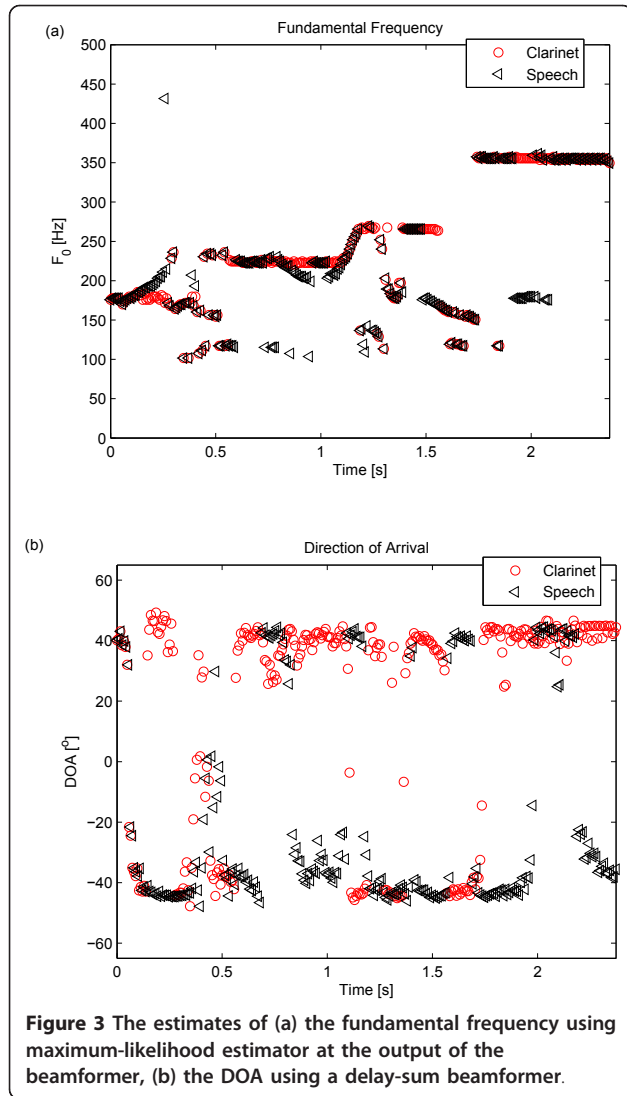 (a)
Fundamental Frequency
500
450
400
350
300
250
200
150
100
50
0
F0 [Hz]
Clarinet
Speech
0
0.5
1
1.5
2
Time [s]
(b)
Direction of Arrival
60
40
20
0
−20
−40
−60
DOA [º]
Clarinet
Speech
0
0.5
1
1.5
2
Time [s]
Figure 3 The estimates of (a) the fundamental frequency using
maximum-likelihood estimator at the output of the
beamformer, (b) the DOA using a delay-sum beamformer.